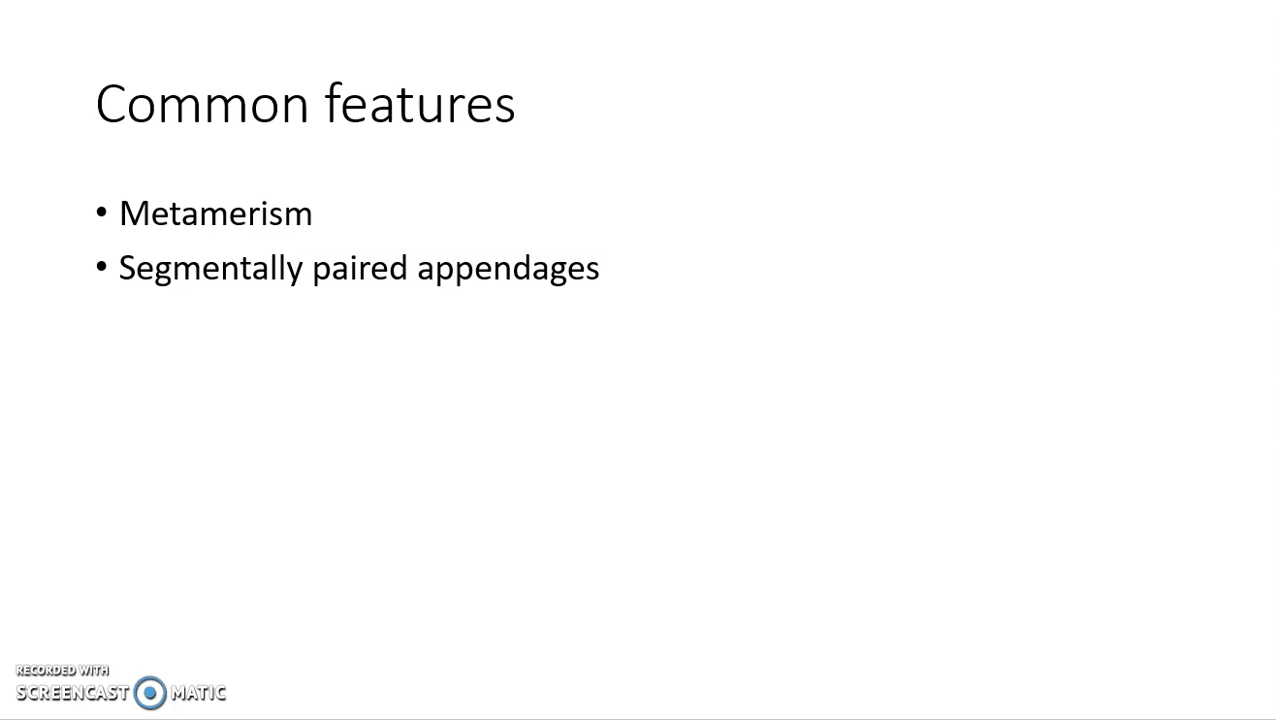 Common features
• Metamerism
• Segmentally paired appendages
RECORDED WITH
SCREENCAST MATIC